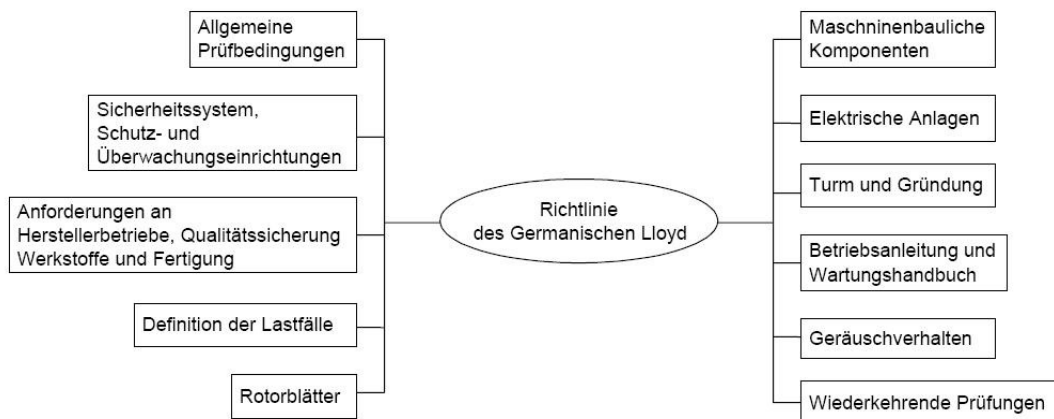 Allgemeine
Prüfbedingungen
Sicherheitssystem,
Schutz- und
Überwachungseinrichtungen
Anforderungen an
Herstellerbetriebe, Qualitätssicherung
Werkstoffe und Fertigung
Definition der Lastfälle
Rotorblätter
Richtlinie
des Germanischen Lloyd
Maschninenbauliche
Komponenten
Elektrische Anlagen
Turm und Gründung
Betriebsanleitung und
Wartungshandbuch
Geräuschverhalten
Wiederkehrende Prüfungen